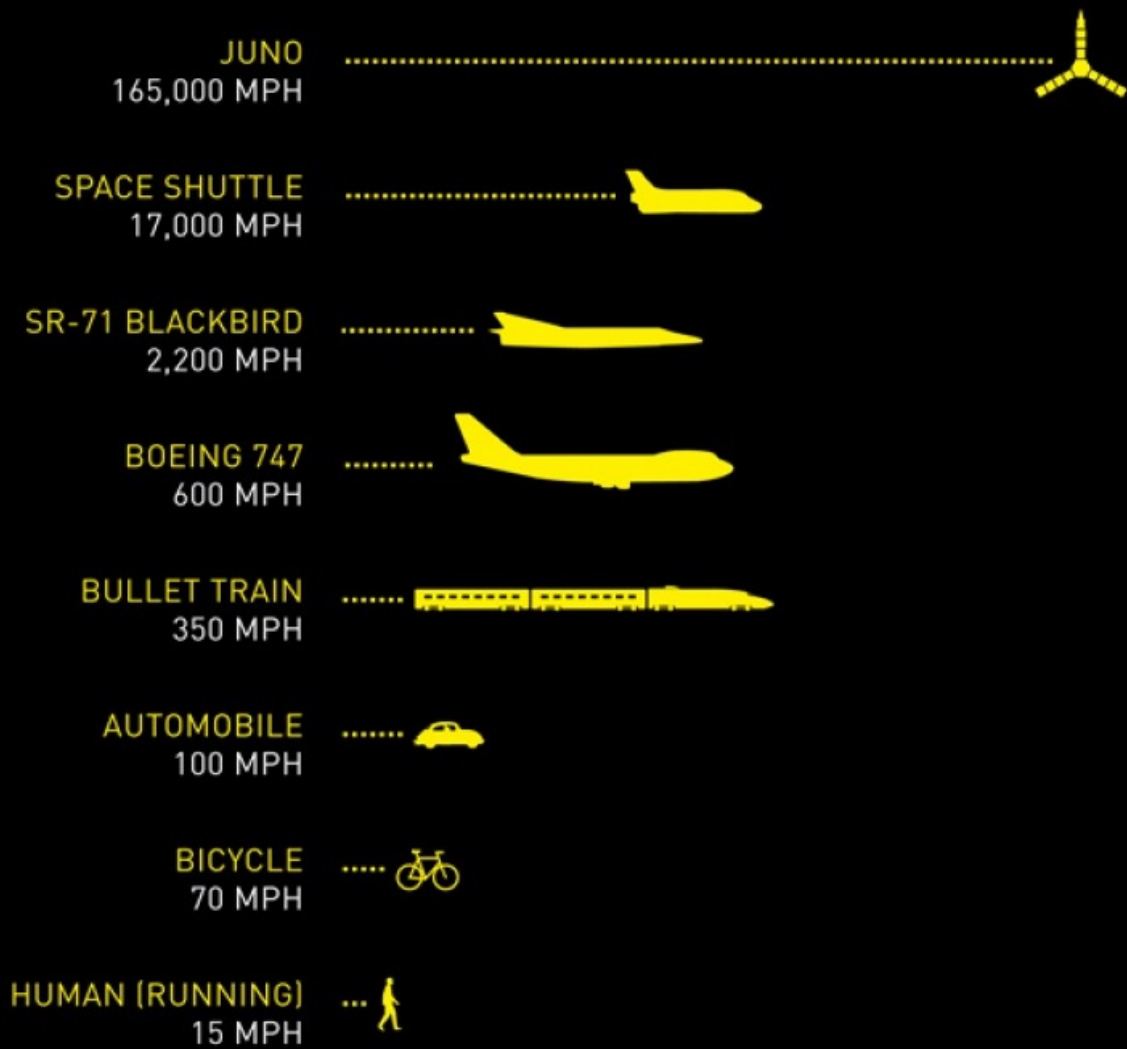 JUNO
165,000 MPH
SPACE SHUTTLE
17,000 MPH
SR-71 BLACKBIRD
2,200 MPH
BOEING 747
600 MPH
BULLET TRAIN
350 MPH
AUTOMOBILE
100 MPH
BICYCLE
70 MPH
HUMAN (RUNNING)
15 MPH